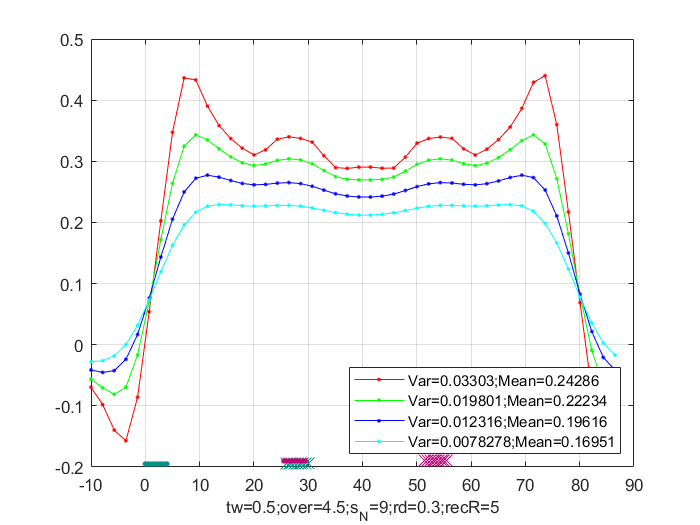 0.5
0.4
0.3
0.2
0.1
0
-0.1
-0.2
Var=0.03303;Mean=0.24286
Var=0.019801;Mean=0.22234
Var=0.012316;Mean=0.19616
Var=0.0078278;Mean=0.16951
-10 0 10 20 30 40 50 60 70 80 90
tw=0.5;over=4.5;s_N=9;rd=0.3;recR=5